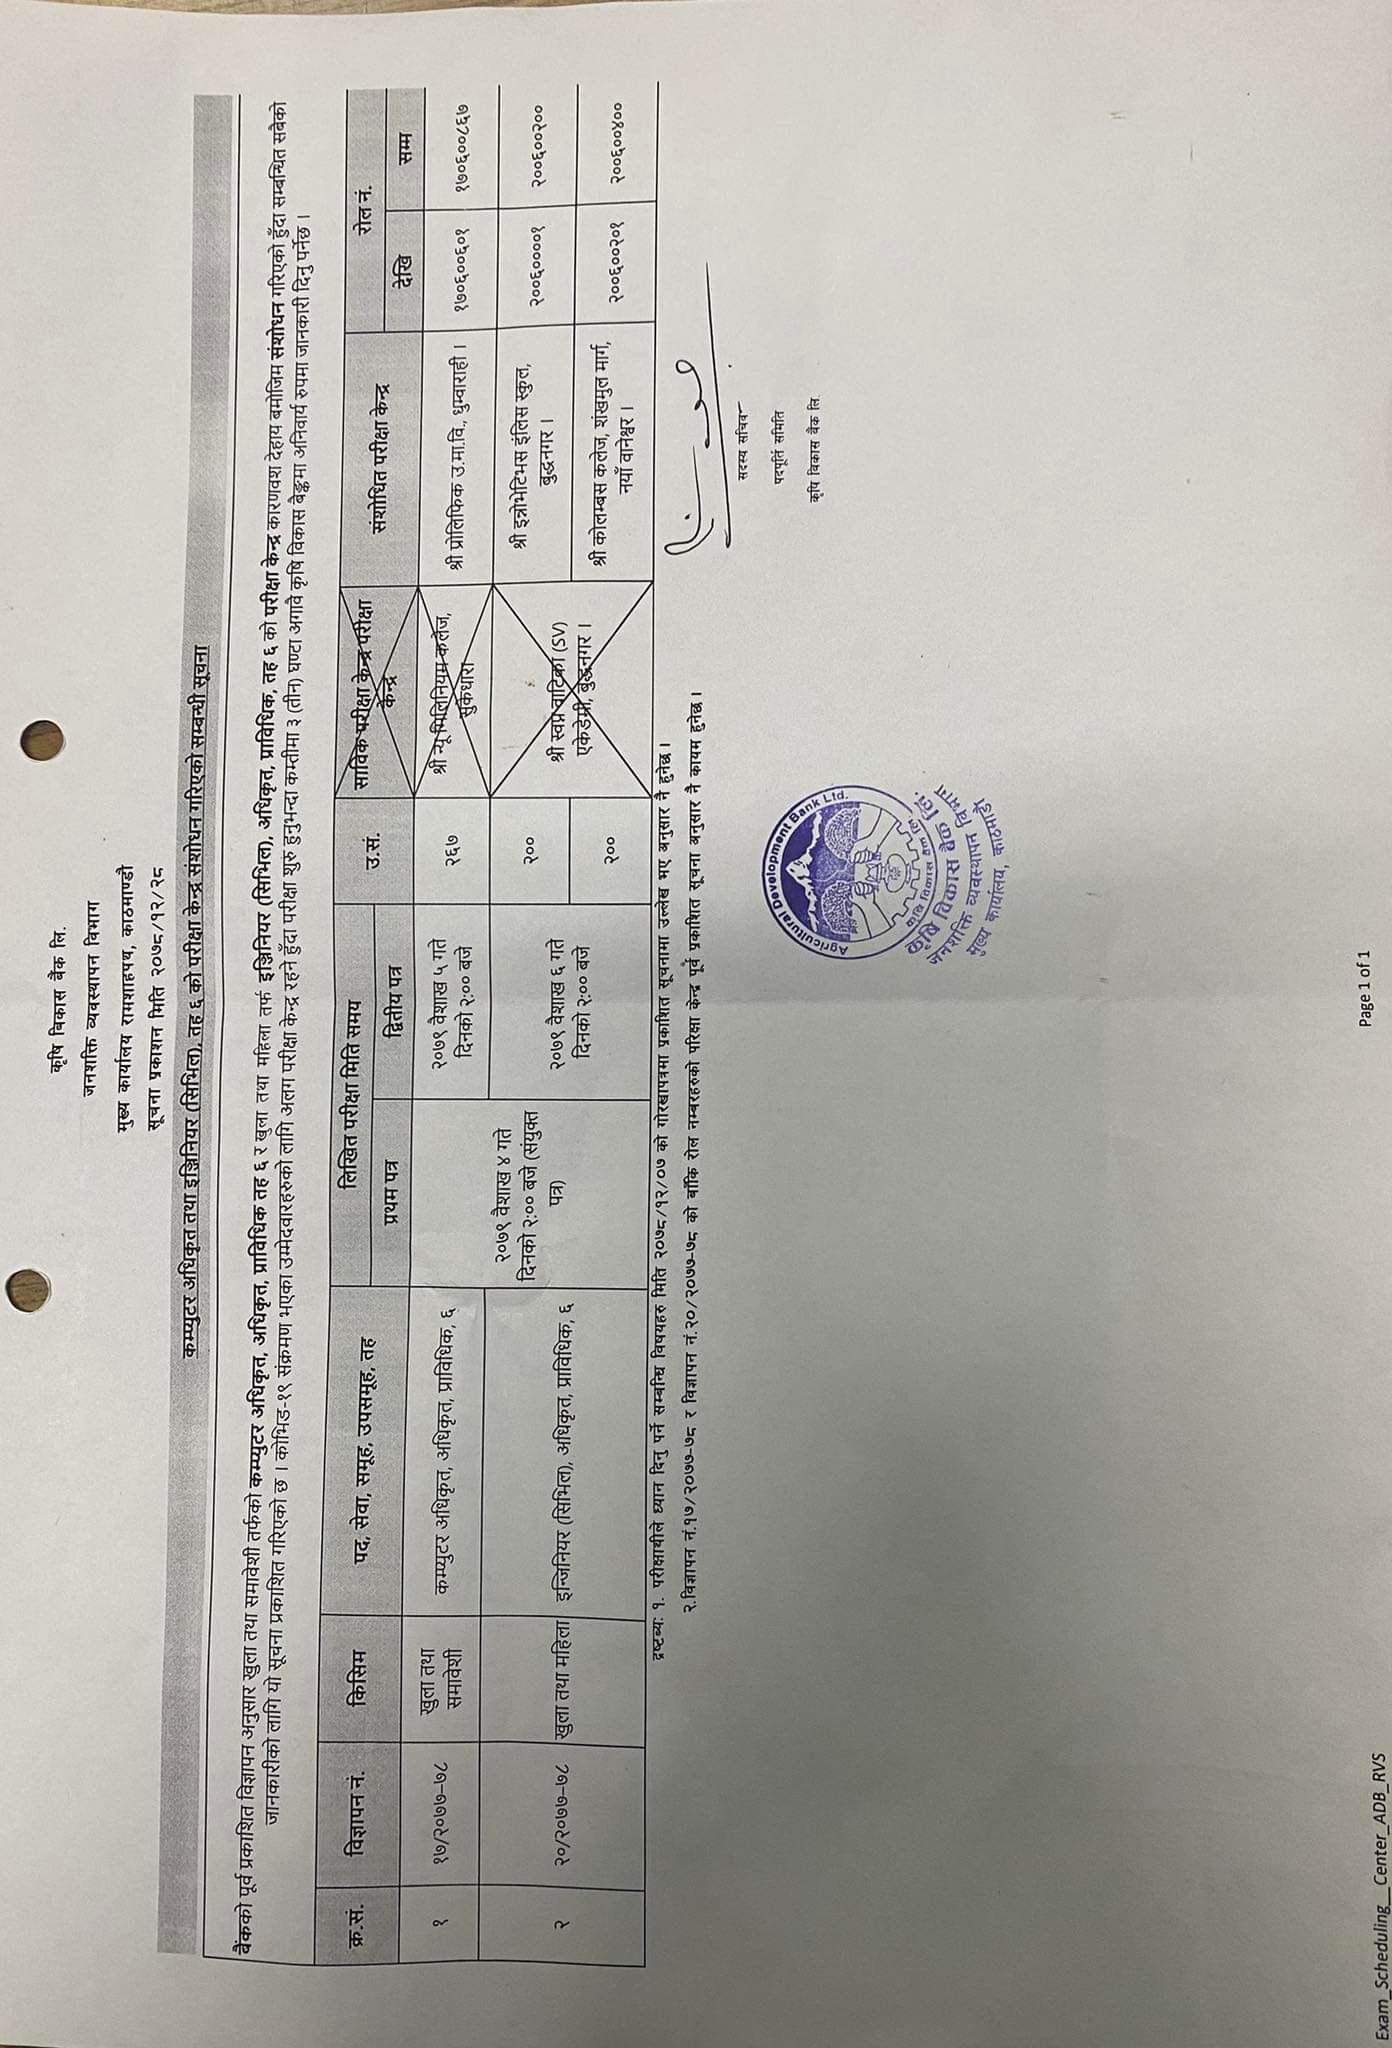 कृषि बिकास बैंक लि.
जनशक्ति व्यवस्थापन विभाग
मुख्य कार्यालय रामशाहपथ, काठमाण्डौ
सूचना प्रकाशन मिति २०७८/१२/२८
कम्प्युटर अधिकृत तथा इञ्जिनियर (सिभिल), तह ६ को परीक्षा केन्द्र संशोधन गरिएको सम्बन्धी सूचना
बैंकको पूर्व प्रकाशित विज्ञापन अनुसार खुला तथा समावेशी तर्फको कम्प्युटर अधिकृत, अधिकृत, प्राविधिक तह ६ र खुला तथा महिला तर्फ इञ्जिनियर (सिभिल), अधिकृत, प्राविधिक, तह ६ को परीक्षा केन्द्र कारणवश देहाय बमोजिम संशोधन गरिएको हुँदा सम्बन्धित सबैको
जानकारीको लागि यो सूचना प्रकाशित गरिएको छ । कोभिड-१९ संक्रमण भएका उम्मेदवारहरुको लागि अलग परीक्षा केन्द्र रहने हुँदा परीक्षा शुरु हुनुभन्दा कम्तीमा ३ (तीन) घण्टा अगावै कृषि विकास बैङ्कमा अनिवार्य रुपमा जानकारी दिनु पर्नेछ ।
क्र.सं. विज्ञापन नं. किसिम पद, सेवा, समूह, उपसमूह, तह लिखित परीक्षा मिति समय उ.सं. साविक परीक्षा केन्द्र परीक्षा केन्द्र संशोधित परीक्षा केन्द्र रोल नं.
प्रथम पत्र द्वितीय पत्र देखि सम्म
१ १७/२०७७–७८ खुला तथा समावेशी कम्प्युटर अधिकृत, अधिकृत, प्राविधिक, ६ २०७९ वैशाख ५ गते दिनको २:०० बजे २६७ श्री न्यू मिलिनियम कलेज, सुकेधारा श्री प्रोलिफिक उ.मा.वि., धुम्वाराही । १७०६००६०१ १७०६००८६७
२०७९ वैशाख ४ गते दिनको २:०० बजे (संयुक्त पत्र)
२ २०/२०७७–७८ खुला तथा महिला इन्जिनियर (सिभिल), अधिकृत, प्राविधिक, ६ २०७९ वैशाख ६ गते दिनको २:०० बजे २०० श्री स्वप्न वाटिका (SV) एकेडेमी, बुद्धनगर । श्री इन्नोभेटिभस इंलिस स्कुल, बुद्धनगर । २००६००००१ २००६००२००
२०० श्री कोलम्बस कलेज, शंखमुल मार्ग, नयाँ वानेश्वर । २००६००२०१ २००६००४००
द्रष्टब्यः १. परीक्षार्थीले ध्यान दिनु पर्ने सम्बन्धि विषयहरु मिति २०७८/१२/०७ को गोरखापत्रमा प्रकाशित सूचनामा उल्लेख भए अनुसार नै हुनेछ ।
२.विज्ञापन नं.१७/२०७७-७८ र विज्ञापन नं.२०/२०७७-७८ को बाँकि रोल नम्बरहरुको परिक्षा केन्द्र पूर्व प्रकाशित सूचना अनुसार नै कायम हुनेछ ।
सदस्य सचिव
पदपूर्ति समिति
कृषि विकास बैंक लि.
Agricultural Development Bank Ltd.
कृषि विकास बैंक लि.
कृषि विकास बैंक लि.
जनशक्ति व्यवस्थापन विभाग
मुख्य कार्यालय, काठमाडौं
Page 1 of 1
Exam_Scheduling__Center_ADB_RVS